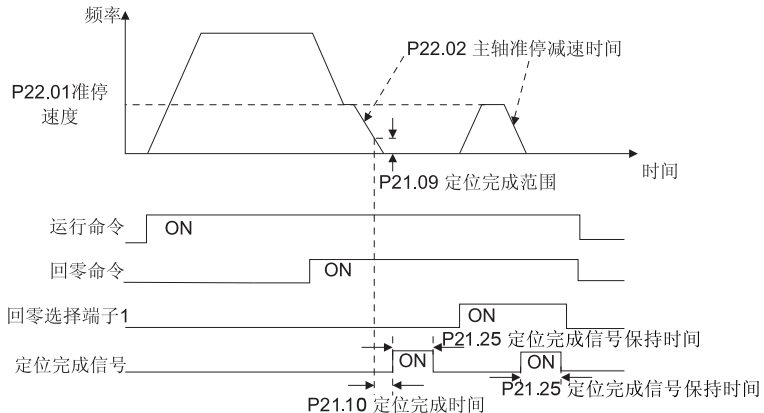 频率
P22.02 主轴准停减速时间
P22.01准停
速度
时间
P21.09 定位完成范围
运行命令
ON
回零命令
ON
回零选择端子1
ON
P21.25 定位完成信号保持时间
定位完成信号
ON
ON
P21.25 定位完成信号保持时间
P21.10 定位完成时间